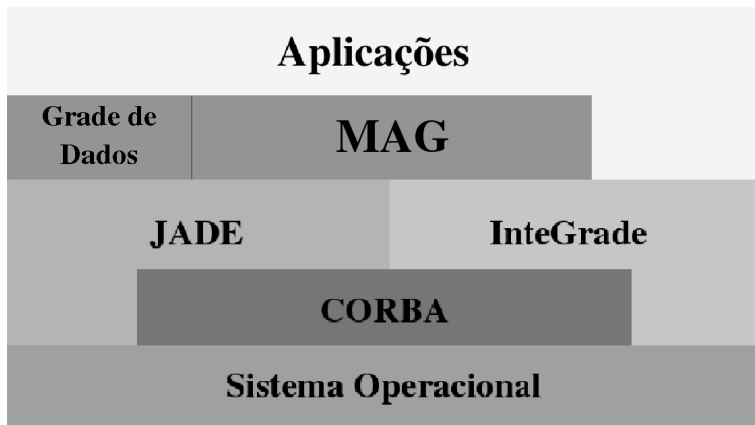 Aplicações
Grade de
Dados
MAG
JADE
InteGrade
CORBA
Sistema Operacional